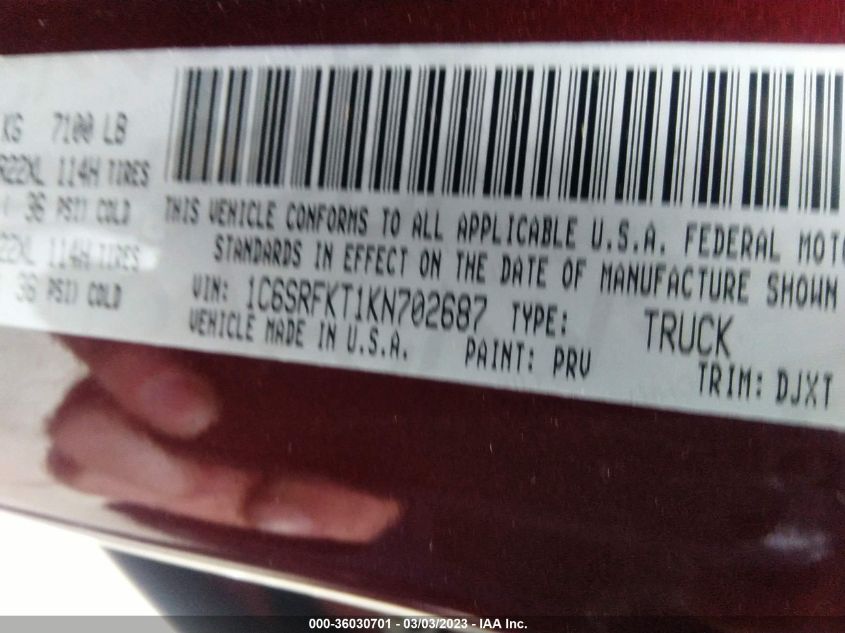 KG 7100 LB
R22XL 114H TIRES
36 PSI) COLD
22XL 114H TIRES
36 PSI) COLD
THIS VEHICLE CONFORMS TO ALL APPLICABLE U.S.A. FEDERAL MOTO
STANDARDS IN EFFECT ON THE DATE OF MANUFACTURE SHOWN
VIN: 1C6SRFKT1KN702687 TYPE: TRUCK
VEHICLE MADE IN U.S.A. PAINT: PRV TRIM: DJXT
000-36030701 - 03/03/2023 - IAA Inc.